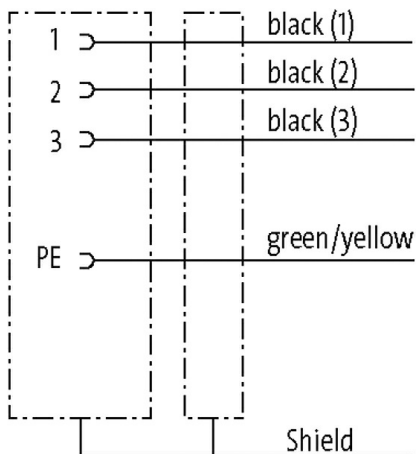 1 black (1)
2 black (2)
3 black (3)
PE green/yellow
Shield